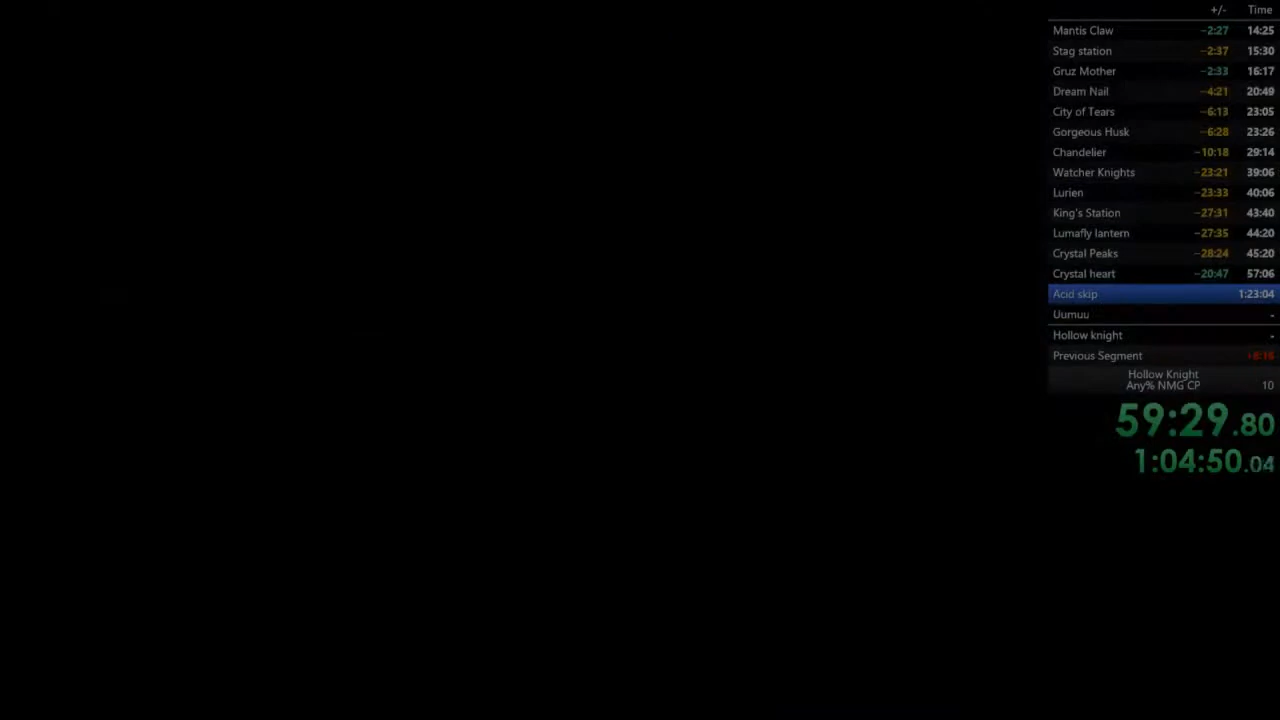 +/- Time
Mantis Claw −2:27 14:25
Stag station −2:37 15:30
Gruz Mother −2:33 16:17
Dream Nail −4:21 20:49
City of Tears −6:13 23:05
Gorgeous Husk −6:28 23:26
Chandelier −10:18 29:14
Watcher Knights −23:21 39:06
Lurien −23:33 40:06
King's Station −27:31 43:40
Lumafly lantern −27:35 44:20
Crystal Peaks −28:24 45:20
Crystal heart −20:47 57:06
Acid skip 1:23:04
Uumuu -
Hollow knight -
Previous Segment +8:16
Hollow Knight
Any% NMG CP 10
59:29.80
1:04:50.04